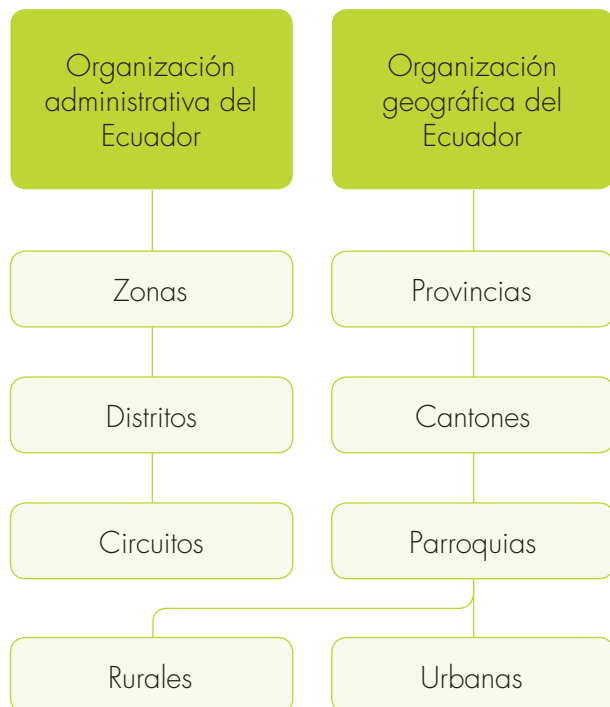 Organización
administrativa del
Ecuador
Organización
geográfica del
Ecuador
Zonas
Provincias
Distritos
Cantones
Circuitos
Parroquias
Rurales
Urbanas